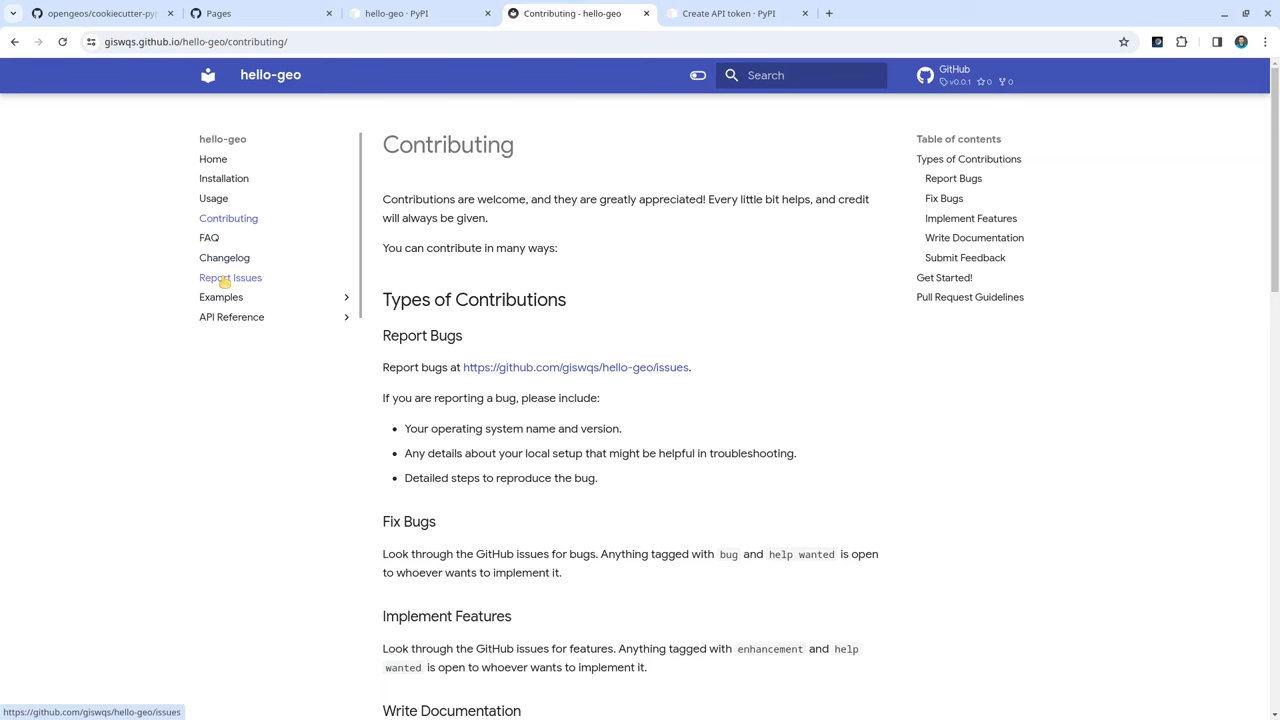 opengeos/cookiecutter-pyp
Pages
hello-geo · PyPI
Contributing - hello-geo
Create API token · PyPI
giswqs.github.io/hello-geo/contributing/
hello-geo
Search
GitHub
v0.0.1 0 0
hello-geo
Home
Installation
Usage
Contributing
FAQ
Changelog
Report Issues
Examples
API Reference
Contributing
Contributions are welcome, and they are greatly appreciated! Every little bit helps, and credit
will always be given.
You can contribute in many ways:
Types of Contributions
Report Bugs
Report bugs at https://github.com/giswqs/hello-geo/issues.
If you are reporting a bug, please include:
• Your operating system name and version.
• Any details about your local setup that might be helpful in troubleshooting.
• Detailed steps to reproduce the bug.
Fix Bugs
Look through the GitHub issues for bugs. Anything tagged with bug and help wanted is open
to whoever wants to implement it.
Implement Features
Look through the GitHub issues for features. Anything tagged with enhancement and help
wanted is open to whoever wants to implement it.
Write Documentation
Table of contents
Types of Contributions
Report Bugs
Fix Bugs
Implement Features
Write Documentation
Submit Feedback
Get Started!
Pull Request Guidelines
https://github.com/giswqs/hello-geo/issues